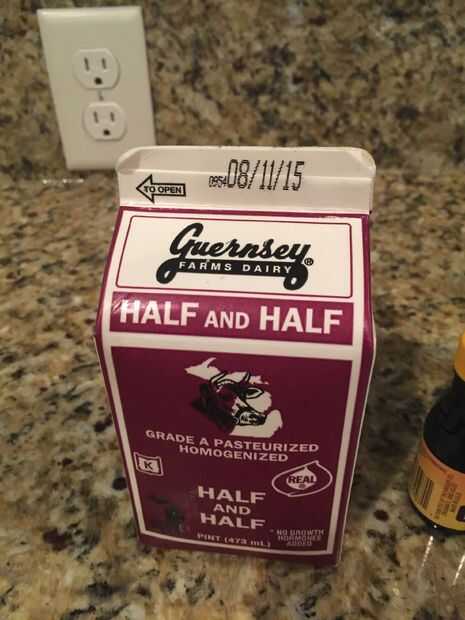 TO OPEN
0954 08/11/15
Guernsey®
FARMS DAIRY
HALF AND HALF
GRADE A PASTEURIZED
HOMOGENIZED
K
REAL
HALF
AND
HALF
* NO GROWTH
HORMONES
ADDED
PINT (473 mL)